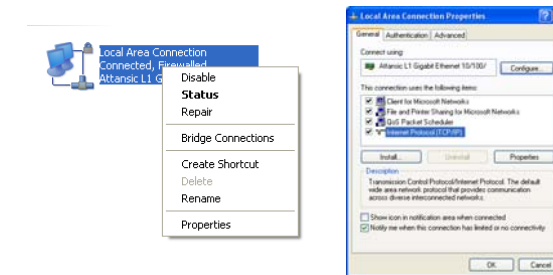 Local Area Connection
Connected, Firewalled
Attansic L1 G
Disable
Status
Repair
Bridge Connections
Create Shortcut
Delete
Rename
Properties
Local Area Connection Properties
General Authentication Advanced
Connect using:
Attansic L1 Gigabit Ethernet 10/100/
Configure...
This connection uses the following items:
Client for Microsoft Networks
File and Printer Sharing for Microsoft Networks
QoS Packet Scheduler
Internet Protocol (TCP/IP)
Install... Uninstall Properties
Description
Transmission Control Protocol/Internet Protocol. The default
wide area network protocol that provides communication
across diverse interconnected networks.
Show icon in notification area when connected
Notify me when this connection has limited or no connectivity
OK Cancel